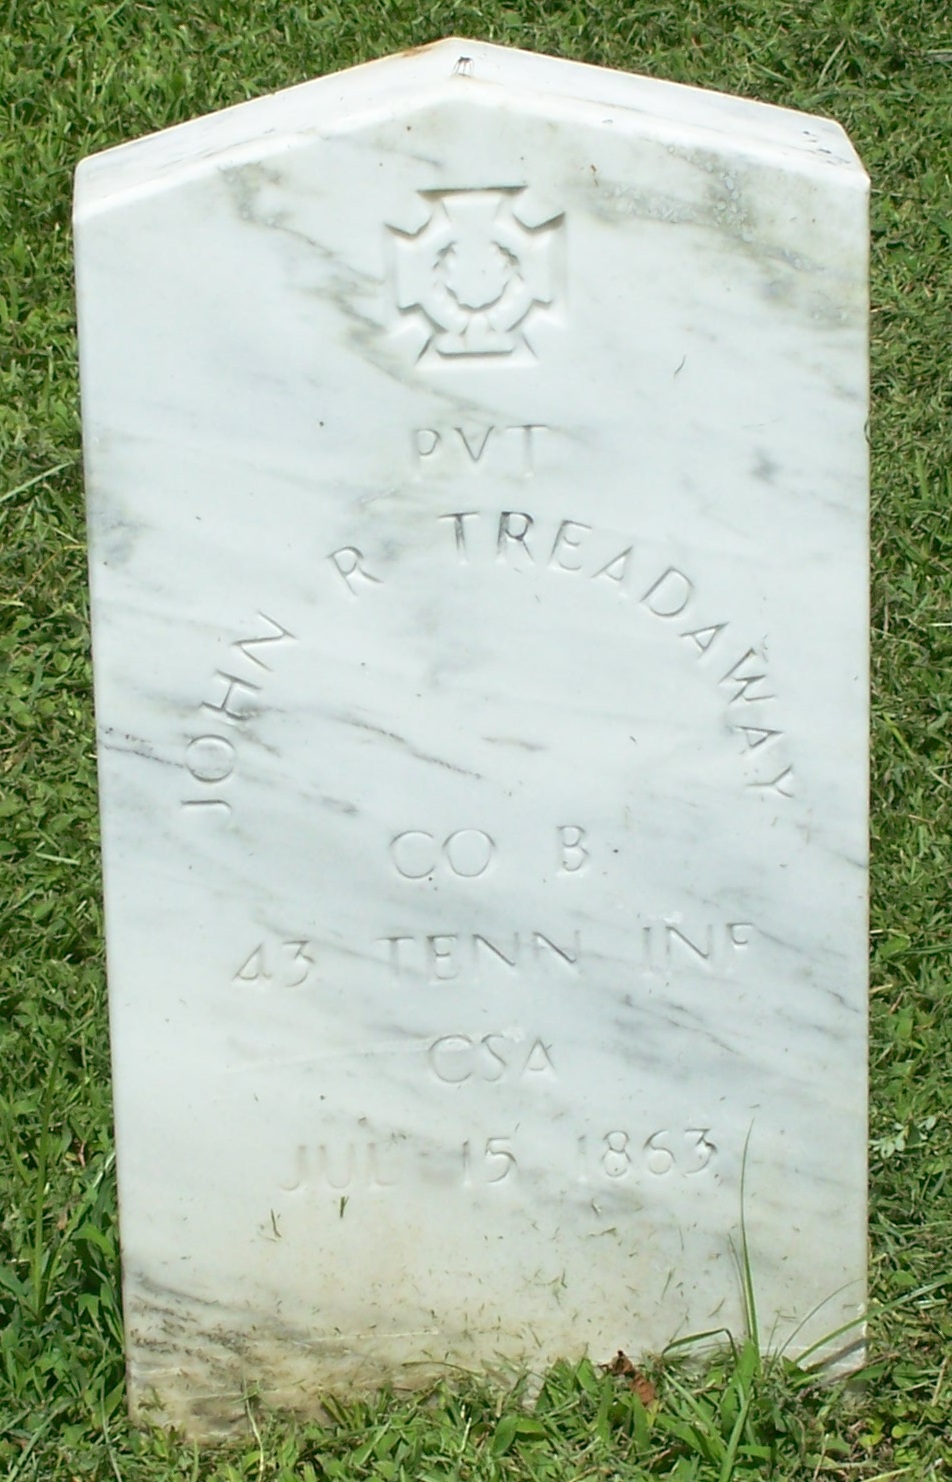 PVT
JOHN R TREADAWAY
CO B
43 TENN INF
CSA
JUL 15 1863